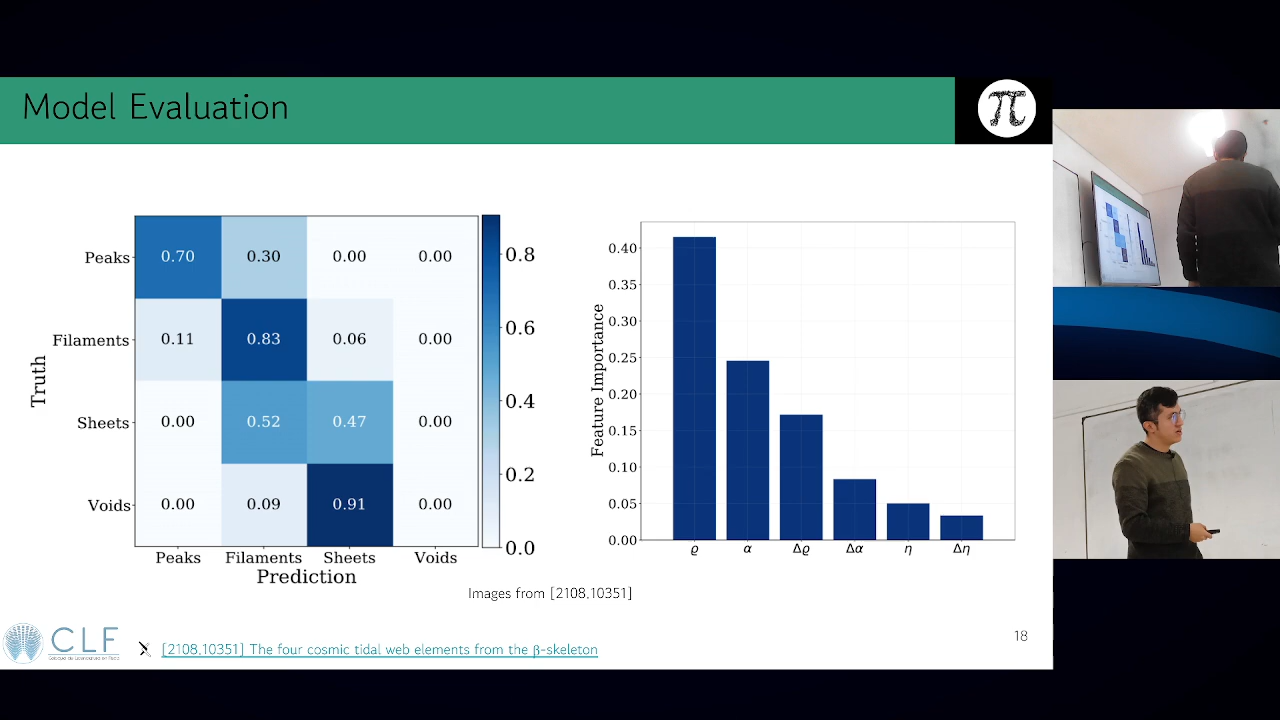 Model Evaluation
π
Truth
Peaks
Filaments
Sheets
Voids
0.70 0.30 0.00 0.00
0.11 0.83 0.06 0.00
0.00 0.52 0.47 0.00
0.00 0.09 0.91 0.00
Peaks Filaments Sheets Voids
Prediction
0.8
0.6
0.4
0.2
0.0
Feature Importance
0.40
0.35
0.30
0.25
0.20
0.15
0.10
0.05
0.00
ϱ α Δϱ Δα η Δη
Images from [2108.10351]
18
CLF
[2108.10351] The four cosmic tidal web elements from the β-skeleton